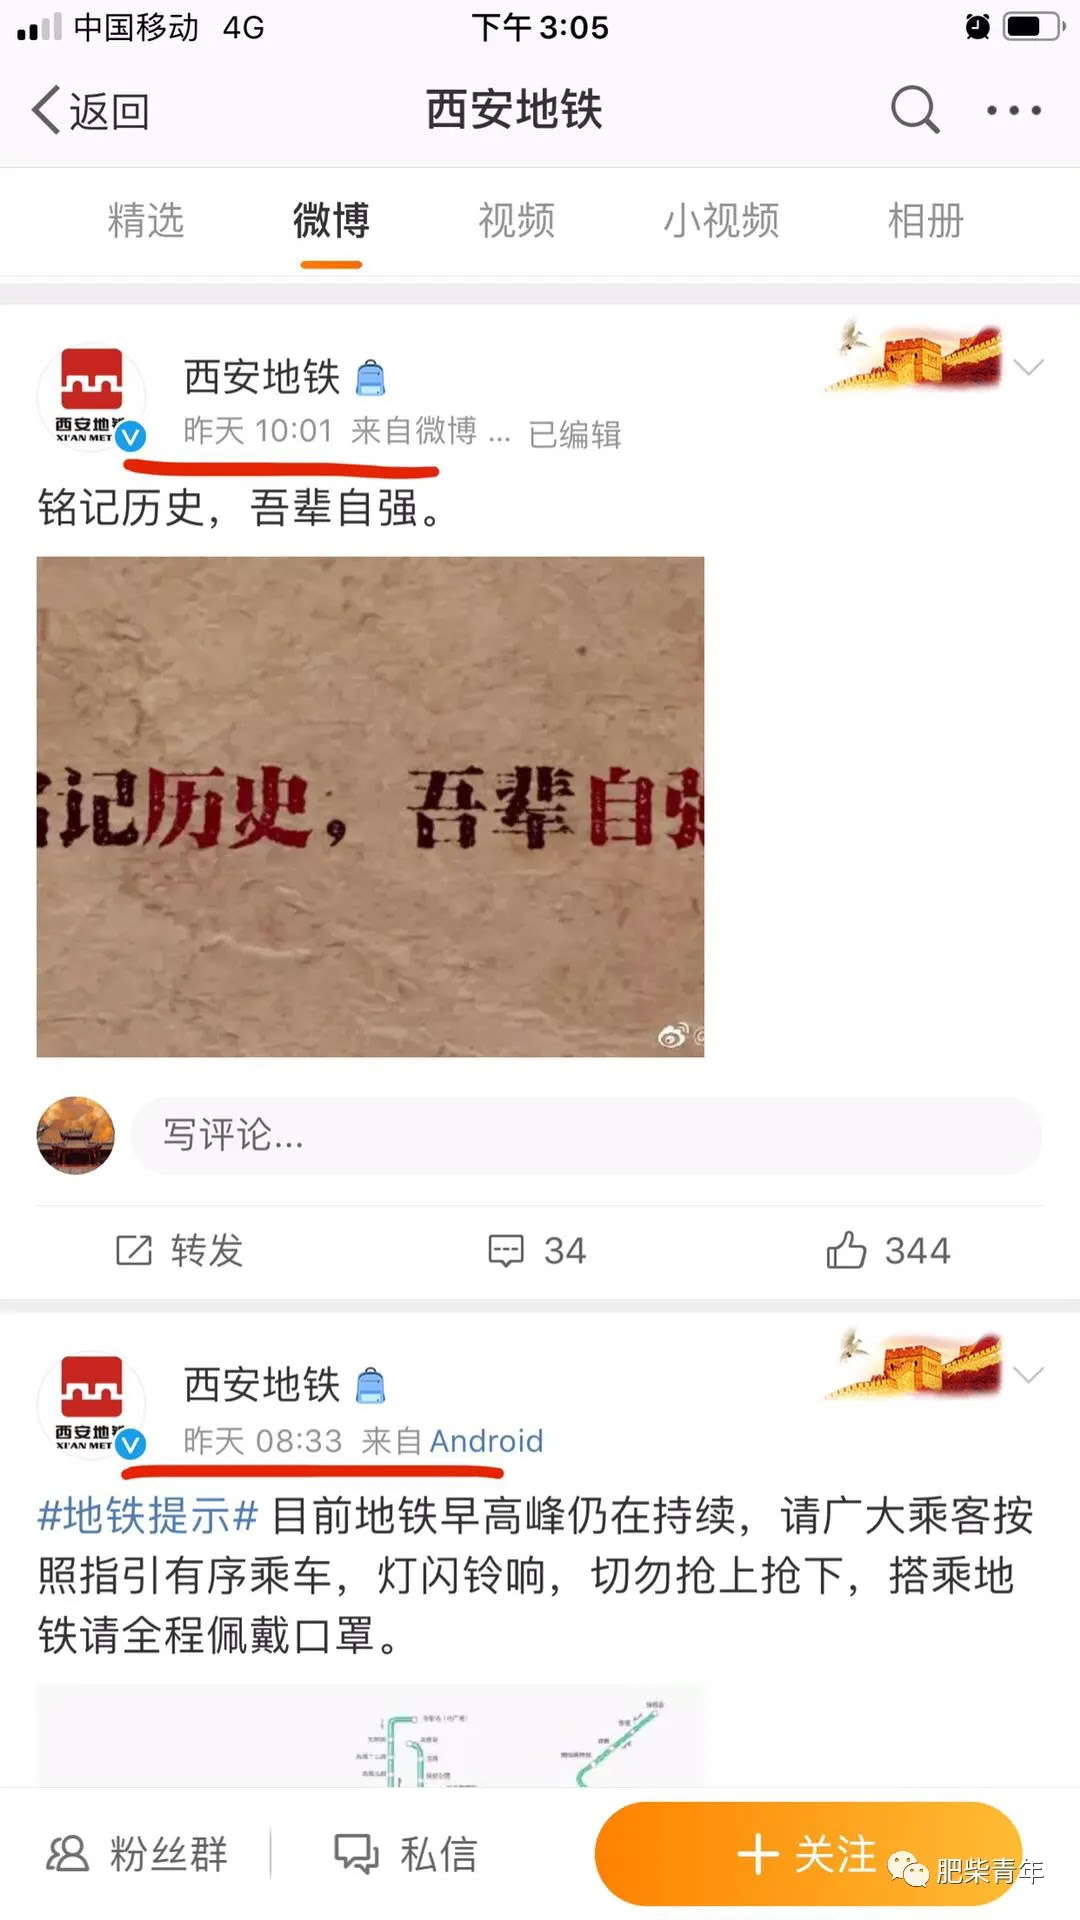 中国移动 4G 下午3:05
返回 西安地铁
精选 微博 视频 小视频 相册
西安地铁
昨天 10:01 来自微博 ... 已编辑
西安地铁
XI'AN MET
铭记历史，吾辈自强。
记历史，吾辈自强
写评论...
转发 34 344
西安地铁
昨天 08:33 来自 Android
西安地铁
XI'AN MET
#地铁提示# 目前地铁早高峰仍在持续，请广大乘客按
照指引有序乘车，灯闪铃响，切勿抢上抢下，搭乘地
铁请全程佩戴口罩。
粉丝群 私信 关注
肥柴青年